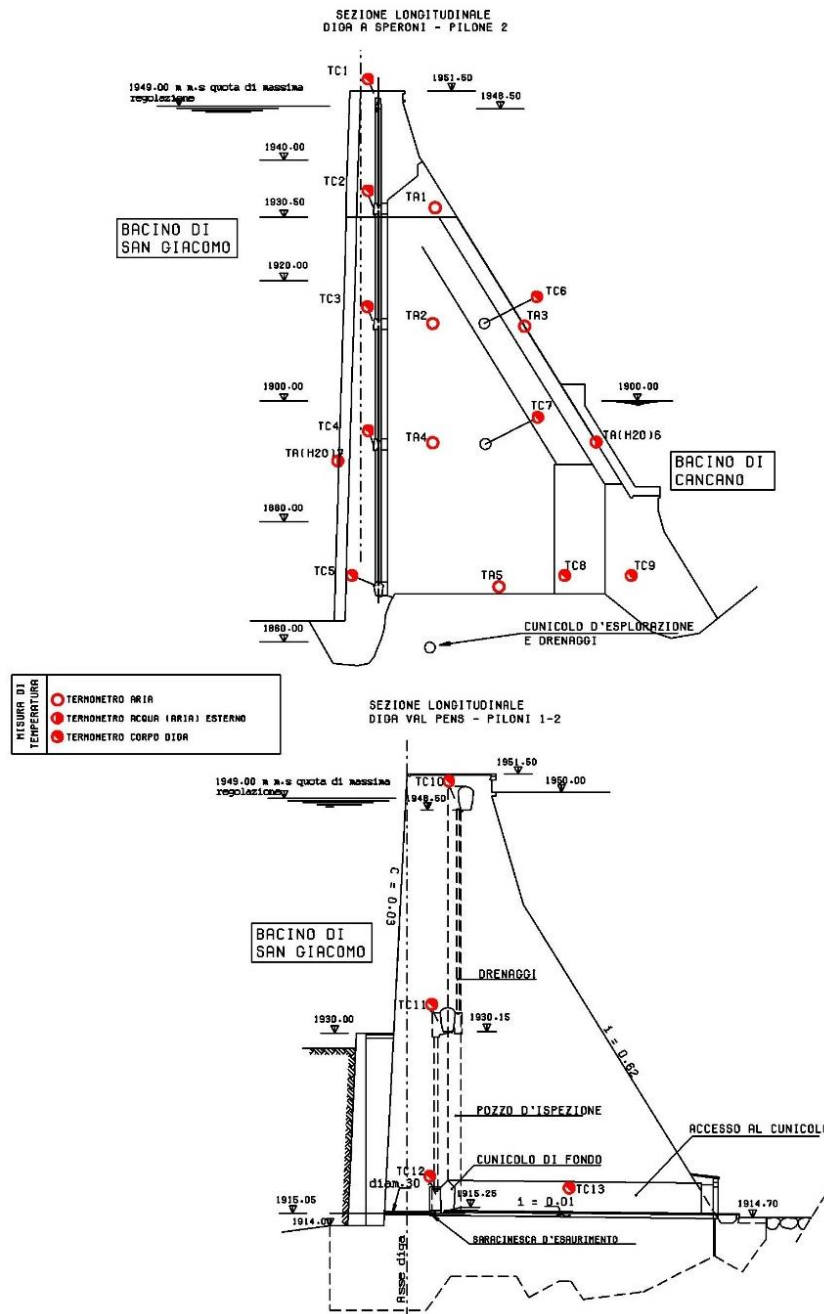 SEZIONE LONGITUDINALE
DIGA A SPERONI - PILONE 2
TC1
1951.50
1949.00 m m.s quota di massima
regolazione
1948.50
1940.00
TC2
TA1
1930.50
BACINO DI
SAN GIACOMO
1920.00
TC6
TC3
TA2
TA3
1900.00
1900.00
TC7
TC4
TA4
TA(H2O)6
TA(H2O)7
BACINO DI
CANCANO
1880.00
TC5
TA5
TC8
TC9
1860.00
CUNICOLO D'ESPLORAZIONE
E DRENAGGI
MISURA DI
TEMPERATURA
TERMOMETRO ARIA
TERMOMETRO ACQUA (ARIA) ESTERNO
TERMOMETRO CORPO DIGA
SEZIONE LONGITUDINALE
DIGA VAL PENS - PILONI 1-2
1951.50
TC10
1949.00 m m.s quota di massima
regolazione
1950.00
1948.50
C = 0.03
BACINO DI
SAN GIACOMO
DRENAGGI
TC11
1930.00
1930.15
i = 0.62
POZZO D'ISPEZIONE
ACCESSO AL CUNICOLO
CUNICOLO DI FONDO
TC12
diam.30
TC13
1915.25
i = 0.01
1915.05
1914.70
1914.0
SARACINESCA D'ESAURIMENTO
Asse diga